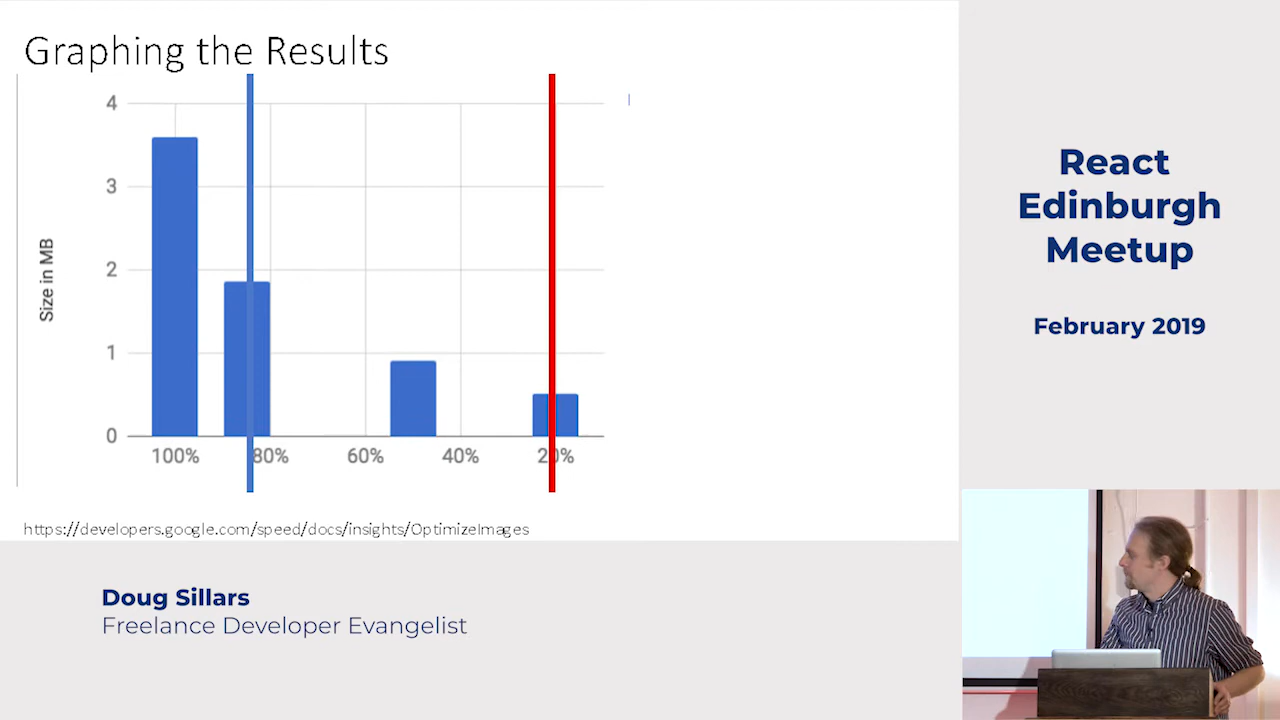 Graphing the Results
4
3
2
1
0
Size in MB
100%
80%
60%
40%
20%
https://developers.google.com/speed/docs/insights/OptimizeImages
Doug Sillars
Freelance Developer Evangelist
React
Edinburgh
Meetup
February 2019